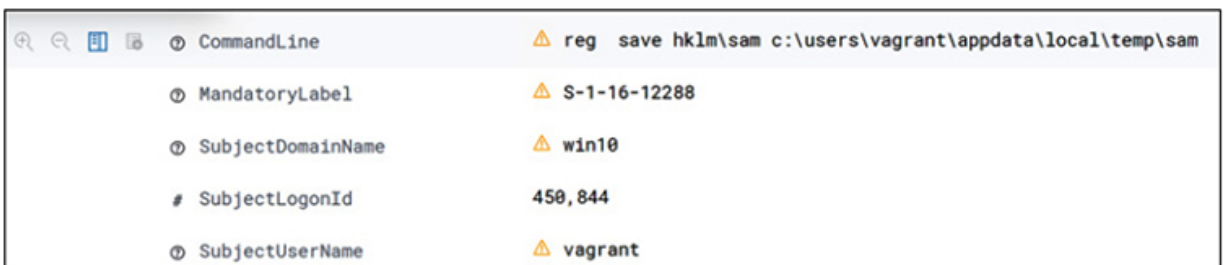 CommandLine reg  save hklm\sam c:\users\vagrant\appdata\local\temp\sam
MandatoryLabel S-1-16-12288
SubjectDomainName win10
# SubjectLogonId 450,844
SubjectUserName vagrant